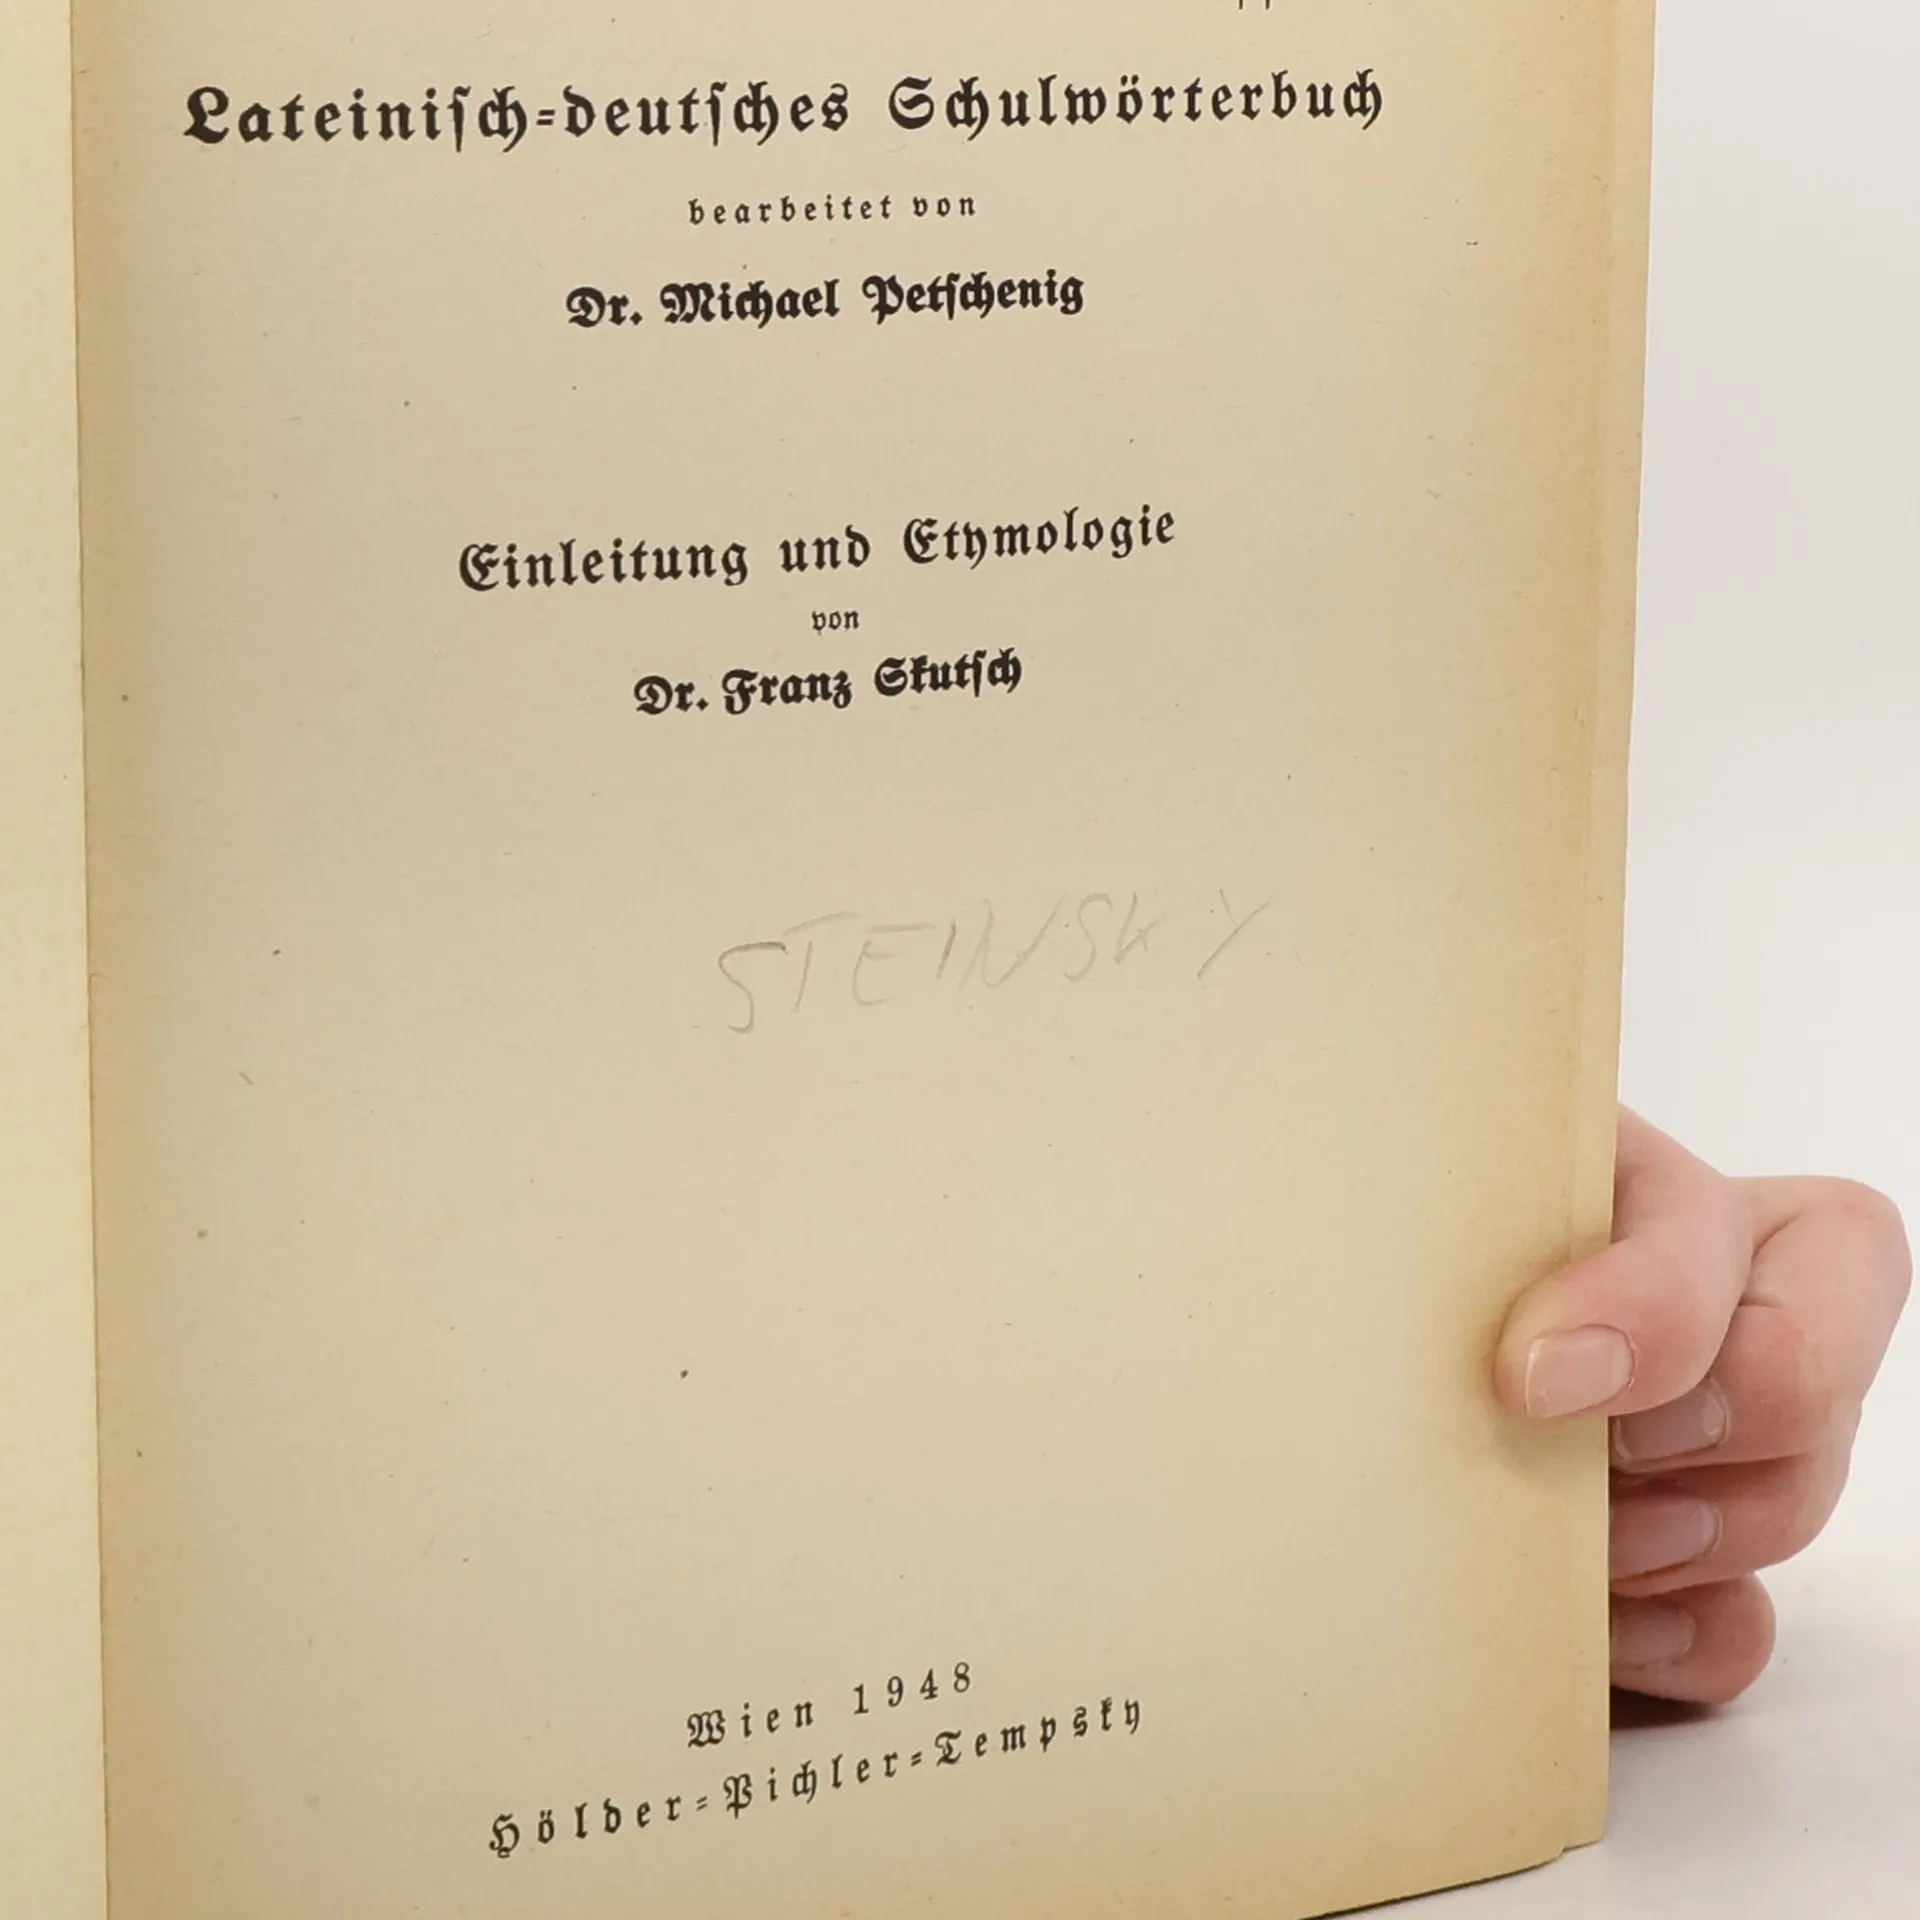 Lateiniſch=deutſches Schulwörterbuch
bearbeitet von
Dr. Michael Petſchenig
Einleitung und Etymologie
von
Dr. Franz Skutſch
STEINSKY
Wien 1948
Hölder=Pichler=Tempsky